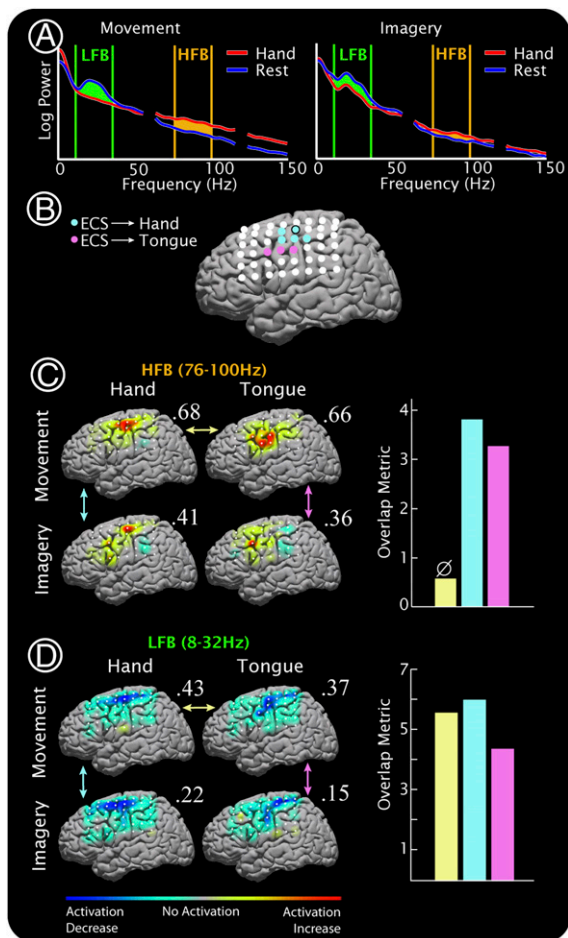 A
Movement
Imagery
LFB
HFB
Hand
Rest
LFB
HFB
Hand
Rest
Log Power
0
50
100
150
0
50
100
150
Frequency (Hz)
Frequency (Hz)
B
ECS → Hand
ECS → Tongue
C
HFB (76-100Hz)
Hand
Tongue
Movement
.68
.66
Imagery
.41
.36
Overlap Metric
4
3
2
1
0
∅
D
LFB (8-32Hz)
Hand
Tongue
Movement
.43
.37
Imagery
.22
.15
Overlap Metric
7
5
3
1
Activation
Decrease
No Activation
Activation
Increase